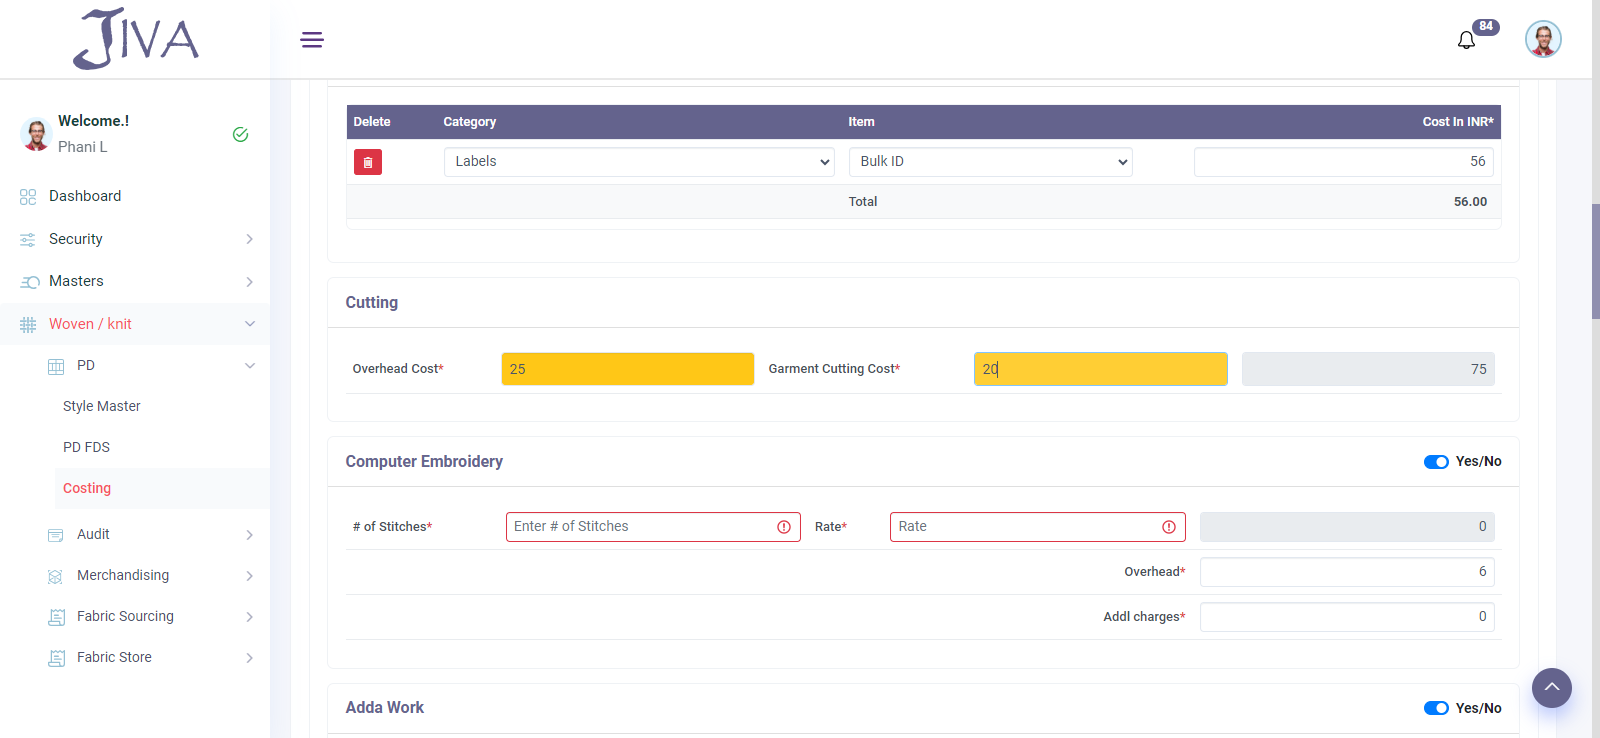 JIVA
84
Welcome.!
Phani L
Dashboard
Security
Masters
Woven / knit
PD
Style Master
PD FDS
Costing
Audit
Merchandising
Fabric Sourcing
Fabric Store
Delete Category Item Cost In INR*
Labels Bulk ID 56
Total 56.00
Cutting
Overhead Cost* 25 Garment Cutting Cost* 20 75
Computer Embroidery Yes/No
# of Stitches* Enter # of Stitches Rate* Rate 0
Overhead* 6
Addl charges* 0
Adda Work Yes/No